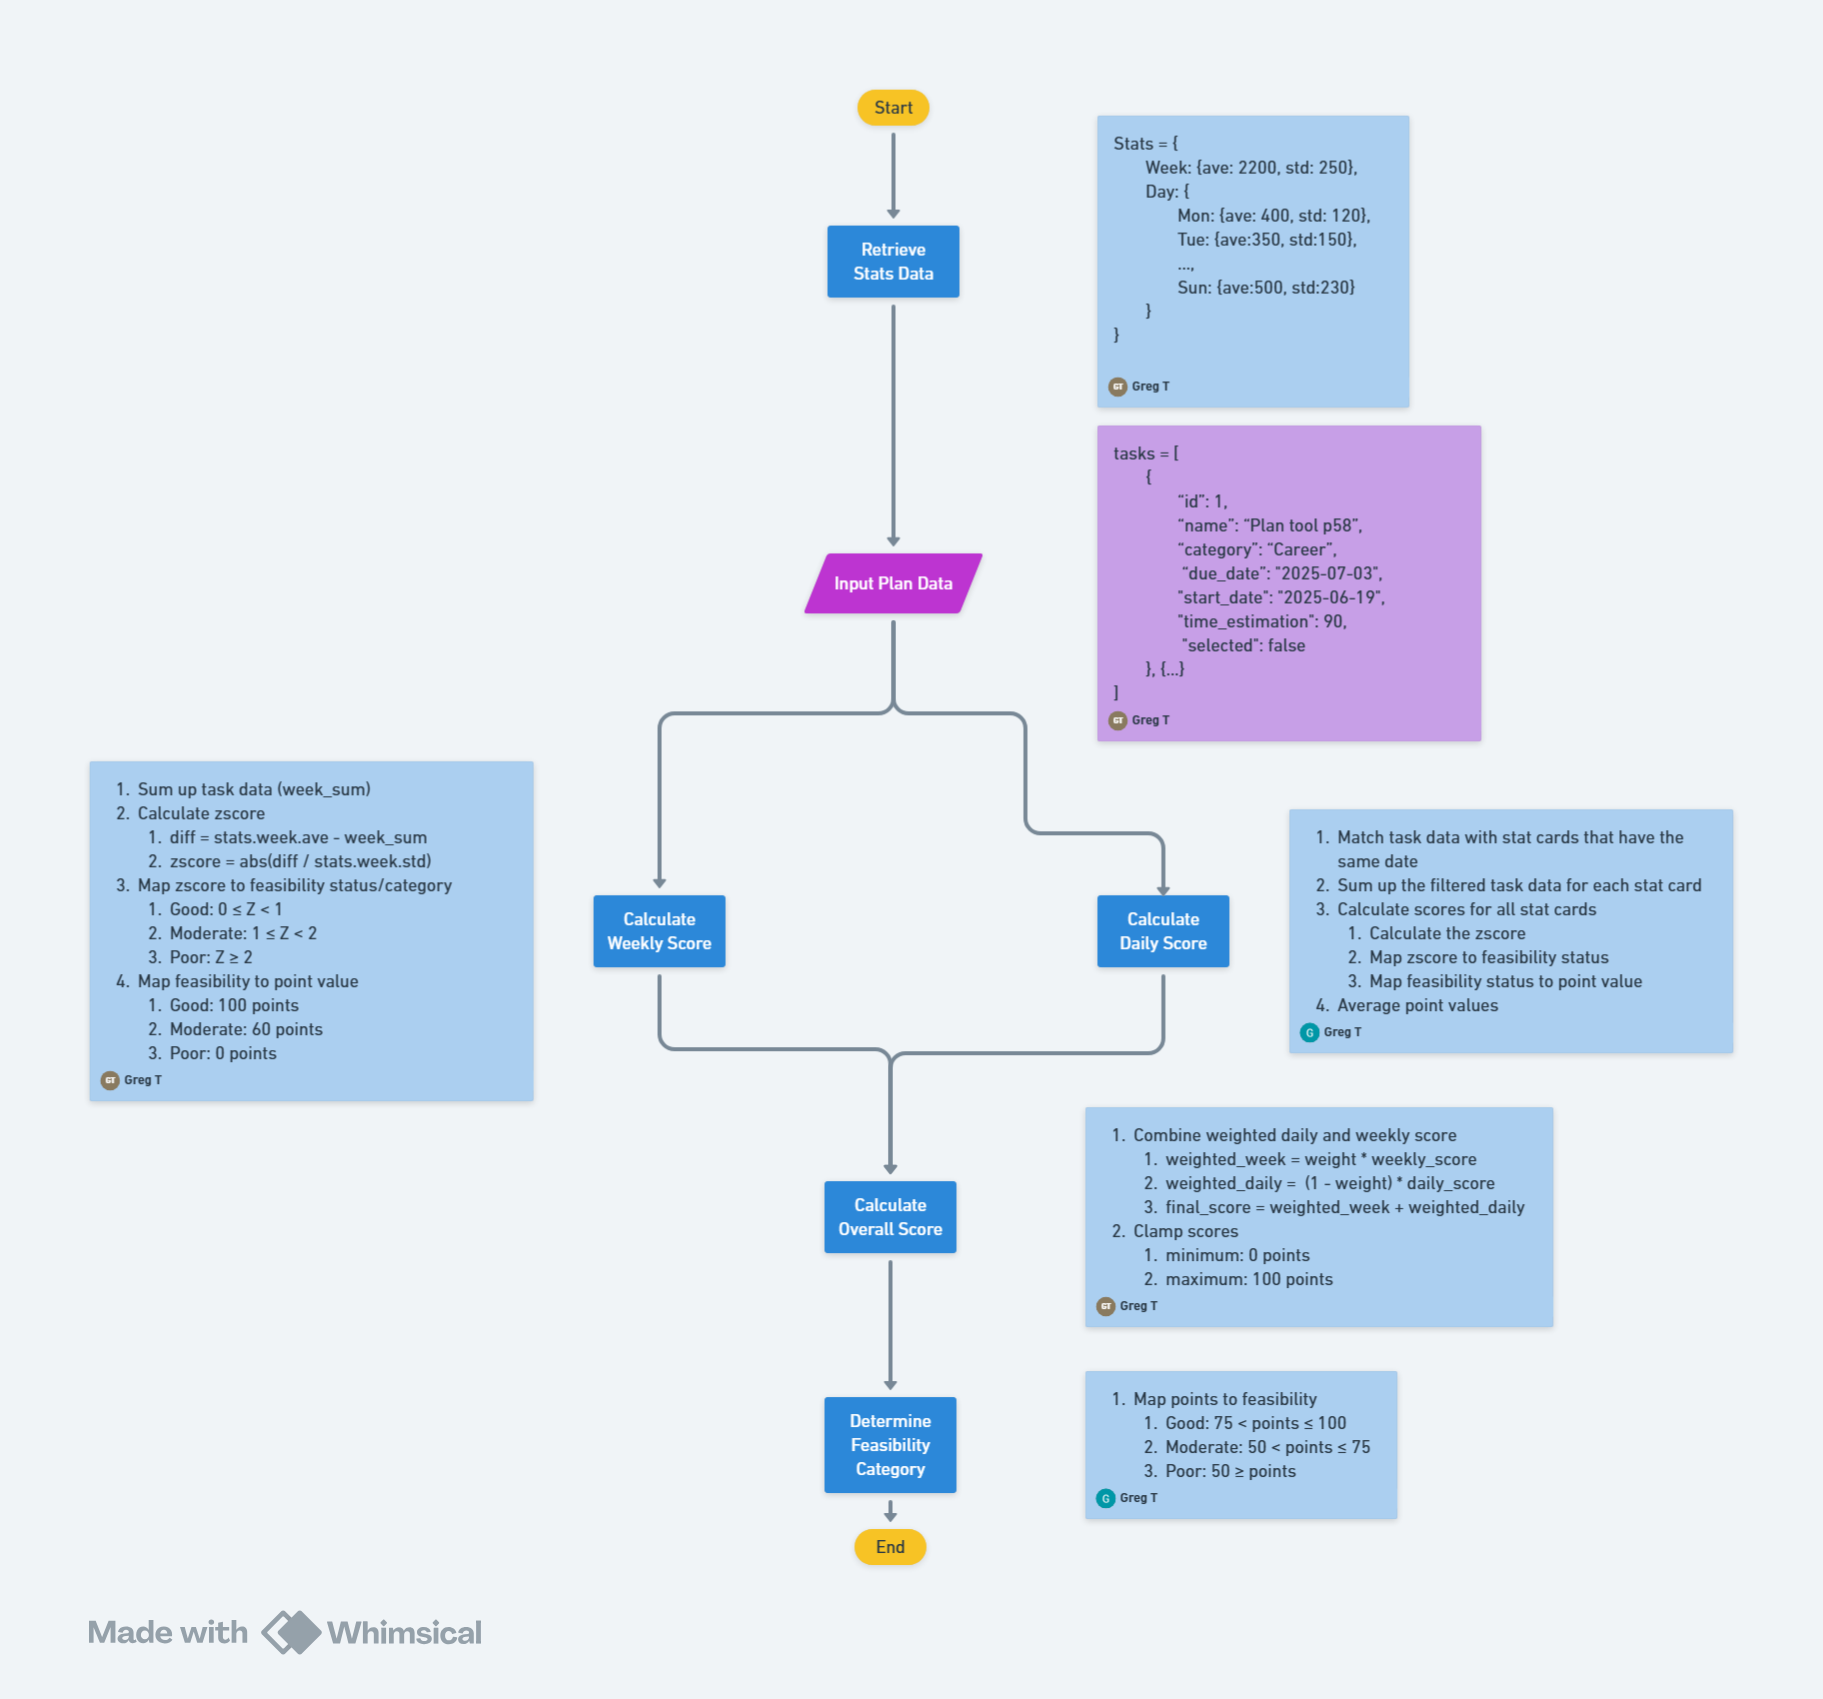 Start
Stats = {
Week: {ave: 2200, std: 250},
Day: {
Mon: {ave: 400, std: 120},
Tue: {ave:350, std:150},
...,
Sun: {ave:500, std:230}
}
}
GT Greg T
Retrieve
Stats Data
tasks = [
{
“id”: 1,
“name”: “Plan tool p58”,
“category”: “Career”,
“due_date”: "2025-07-03",
"start_date": "2025-06-19",
"time_estimation": 90,
"selected": false
}, {...}
]
GT Greg T
Input Plan Data
1. Sum up task data (week_sum)
2. Calculate zscore
1. diff = stats.week.ave - week_sum
2. zscore = abs(diff / stats.week.std)
3. Map zscore to feasibility status/category
1. Good: 0 ≤ Z < 1
2. Moderate: 1 ≤ Z < 2
3. Poor: Z ≥ 2
4. Map feasibility to point value
1. Good: 100 points
2. Moderate: 60 points
3. Poor: 0 points
GT Greg T
Calculate
Weekly Score
Calculate
Daily Score
1. Match task data with stat cards that have the
same date
2. Sum up the filtered task data for each stat card
3. Calculate scores for all stat cards
1. Calculate the zscore
2. Map zscore to feasibility status
3. Map feasibility status to point value
4. Average point values
G Greg T
Calculate
Overall Score
1. Combine weighted daily and weekly score
1. weighted_week = weight * weekly_score
2. weighted_daily = (1 - weight) * daily_score
3. final_score = weighted_week + weighted_daily
2. Clamp scores
1. minimum: 0 points
2. maximum: 100 points
GT Greg T
Determine
Feasibility
Category
1. Map points to feasibility
1. Good: 75 < points ≤ 100
2. Moderate: 50 < points ≤ 75
3. Poor: 50 ≥ points
G Greg T
End
Made with Whimsical